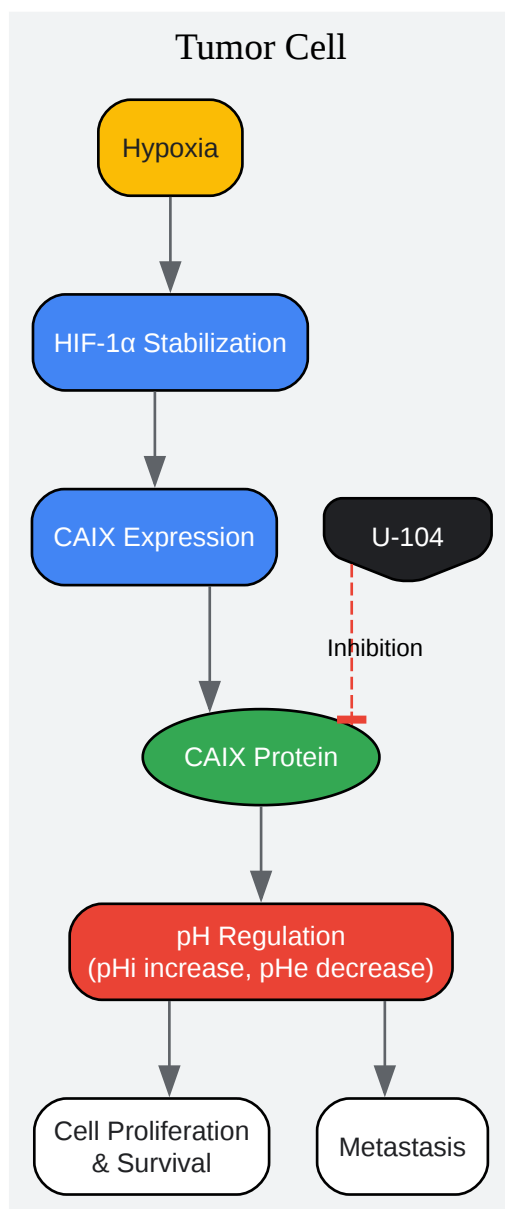 Tumor Cell
Hypoxia
HIF-1α Stabilization
CAIX Expression
U-104
Inhibition
CAIX Protein
pH Regulation
(pHi increase, pHe decrease)
Cell Proliferation
& Survival
Metastasis